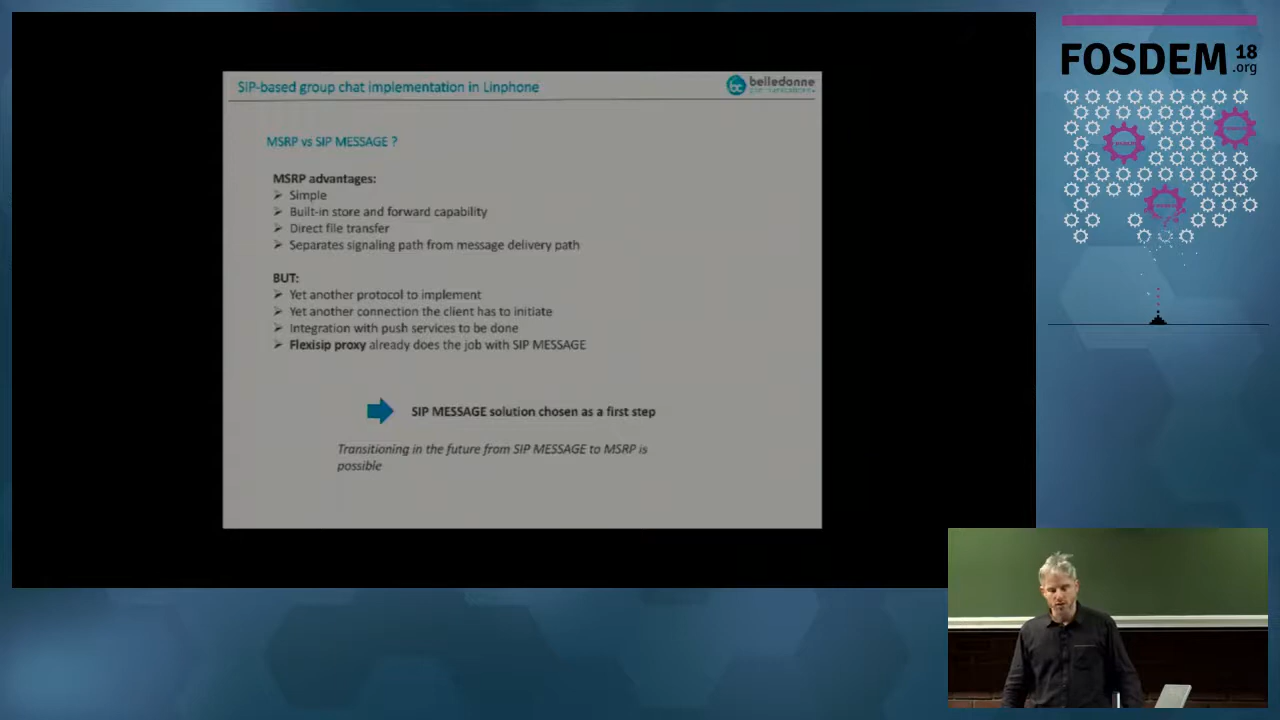 SIP-based group chat implementation in Linphone
belledonne
communications
MSRP vs SIP MESSAGE ?
MSRP advantages:
Simple
Built-in store and forward capability
Direct file transfer
Separates signaling path from message delivery path
BUT:
Yet another protocol to implement
Yet another connection the client has to initiate
Integration with push services to be done
Flexisip proxy already does the job with SIP MESSAGE
SIP MESSAGE solution chosen as a first step
Transitioning in the future from SIP MESSAGE to MSRP is
possible
FOSDEM 18
.org